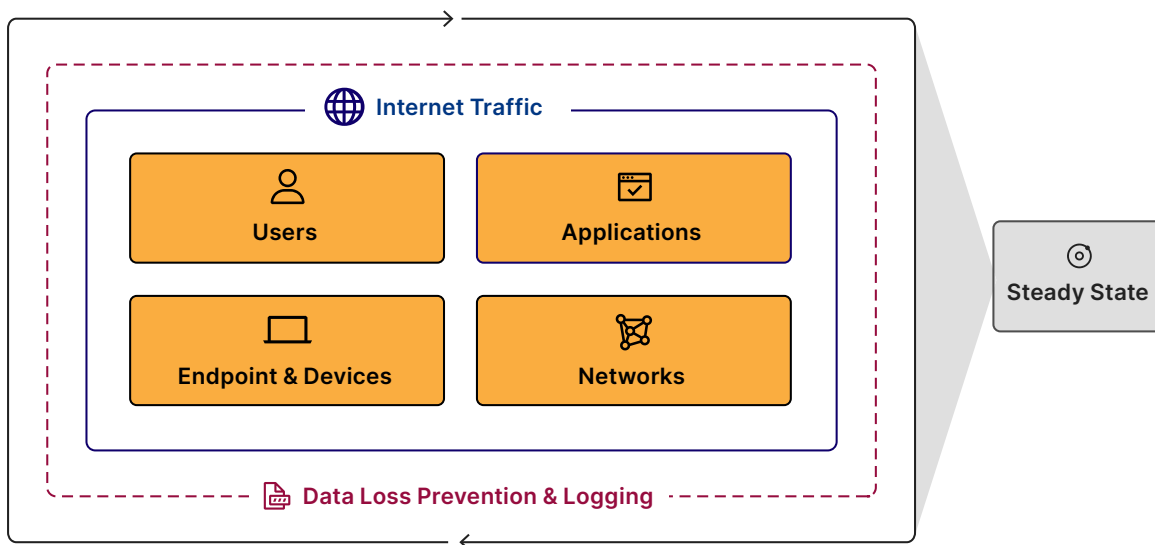 Internet Traffic
Users
Applications
Endpoint & Devices
Networks
Steady State
Data Loss Prevention & Logging